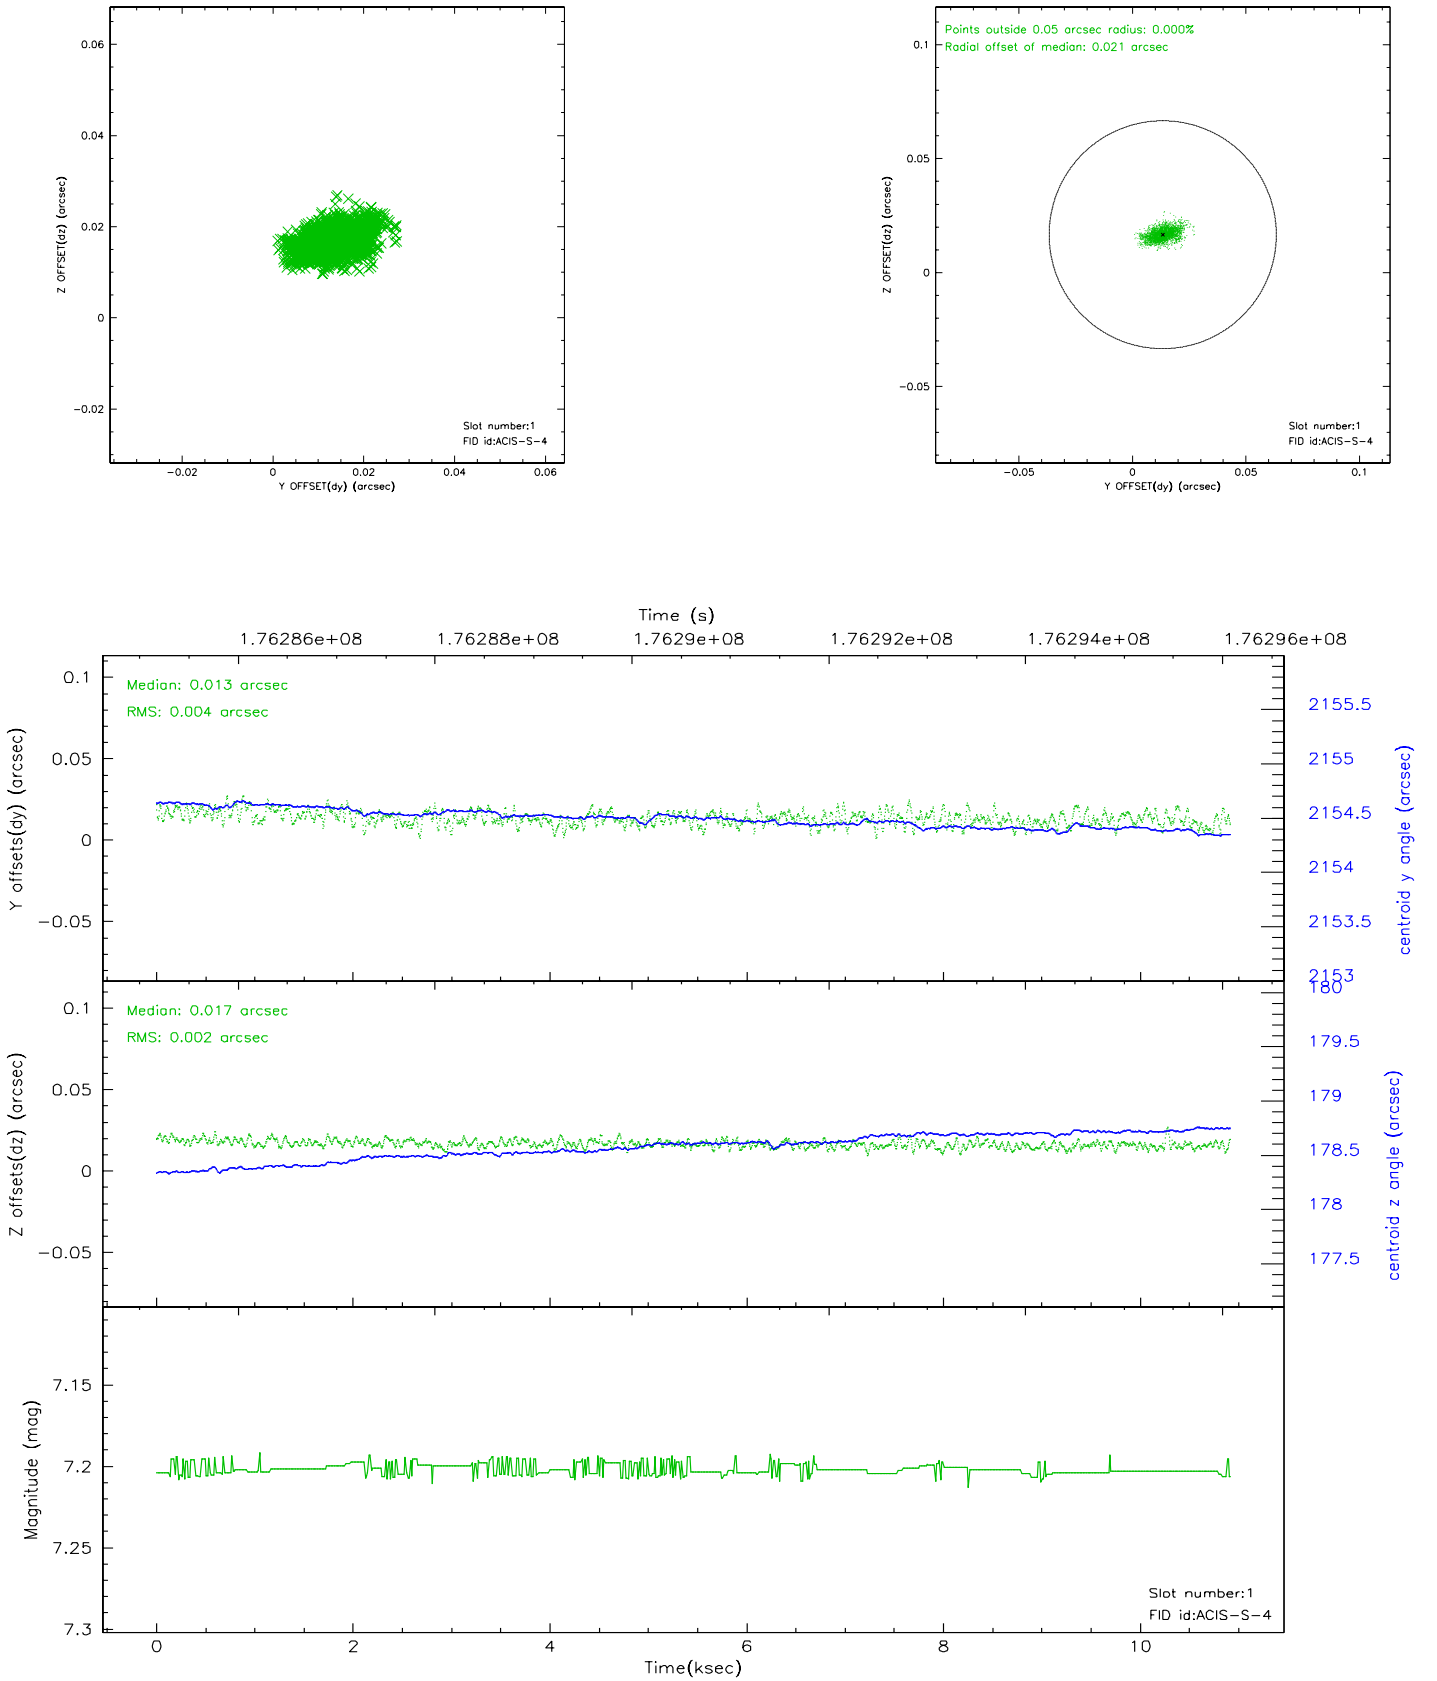 0.06
0.04
0.02
0
−0.02
Z OFFSET(dz) (arcsec)
Slot number:1
FID id:ACIS−S−4
−0.02 0 0.02 0.04 0.06
Y OFFSET(dy) (arcsec)
Points outside 0.05 arcsec radius: 0.000%
Radial offset of median: 0.021 arcsec
0.1
0.05
0
−0.05
Z OFFSET(dz) (arcsec)
Slot number:1
FID id:ACIS−S−4
−0.05 0 0.05 0.1
Y OFFSET(dy) (arcsec)
Time (s)
1.76286e+08 1.76288e+08 1.7629e+08 1.76292e+08 1.76294e+08 1.76296e+08
Median: 0.013 arcsec
RMS: 0.004 arcsec
0.1
0.05
0
−0.05
Y offsets(dy) (arcsec)
2155.5
2155
2154.5
2154
2153.5
2153
centroid y angle (arcsec)
Median: 0.017 arcsec
RMS: 0.002 arcsec
0.1
0.05
0
−0.05
Z offsets(dz) (arcsec)
180
179.5
179
178.5
178
177.5
centroid z angle (arcsec)
7.15
7.2
7.25
7.3
Magnitude (mag)
Slot number:1
FID id:ACIS−S−4
0 2 4 6 8 10
Time(ksec)